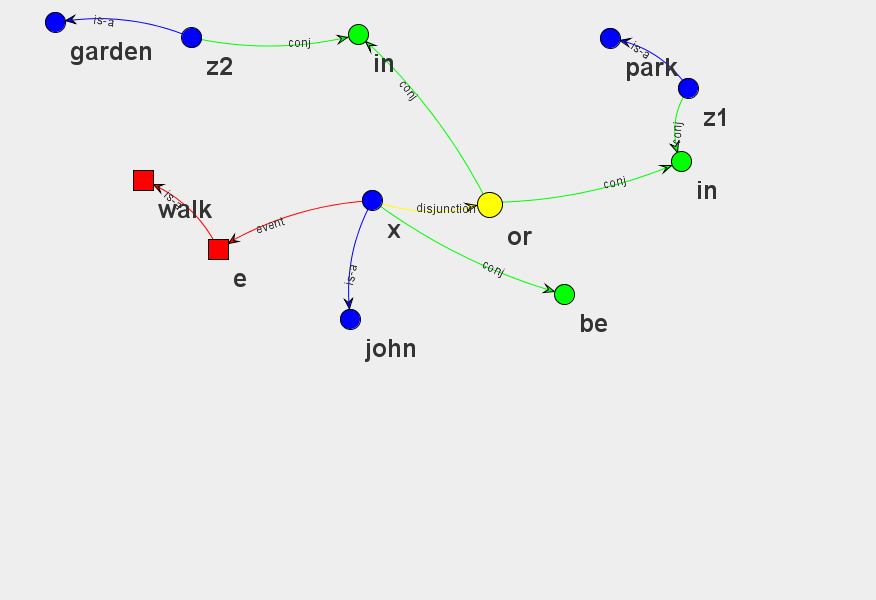 is-a
garden
z2
conj
in
is-a
park
z1
conj
conj
in
conj
is-a
walk
event
e
x
disjunction
or
conj
be
is-a
john